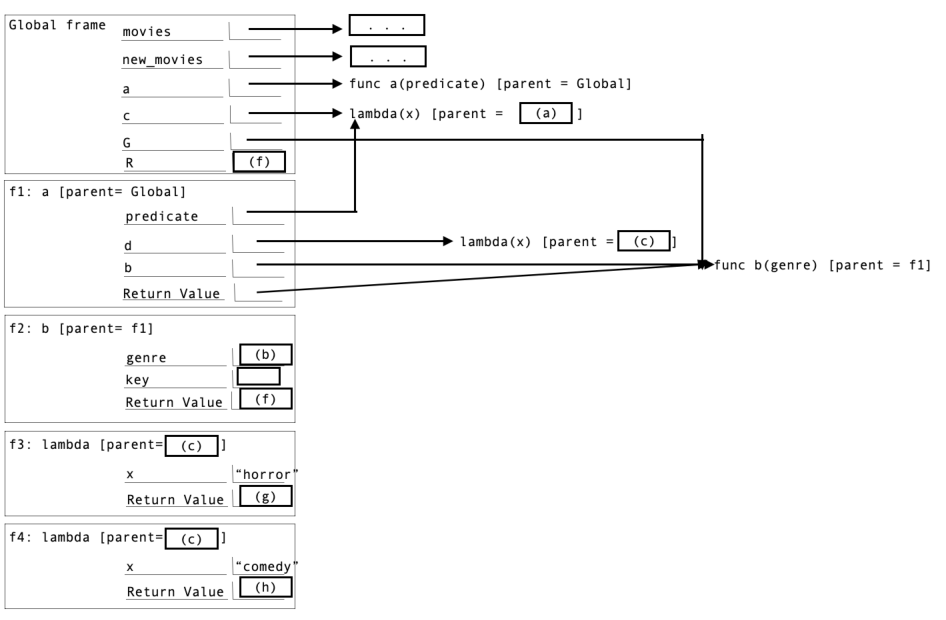 Global frame
movies
. . .
new_movies
. . .
a
func a(predicate) [parent = Global]
c
lambda(x) [parent = (a) ]
G
R
(f)
f1: a [parent= Global]
predicate
d
lambda(x) [parent = (c) ]
b
func b(genre) [parent = f1]
Return Value
f2: b [parent= f1]
genre
(b)
key
Return Value
(f)
f3: lambda [parent= (c) ]
x
“horror”
Return Value
(g)
f4: lambda [parent= (c) ]
x
“comedy”
Return Value
(h)